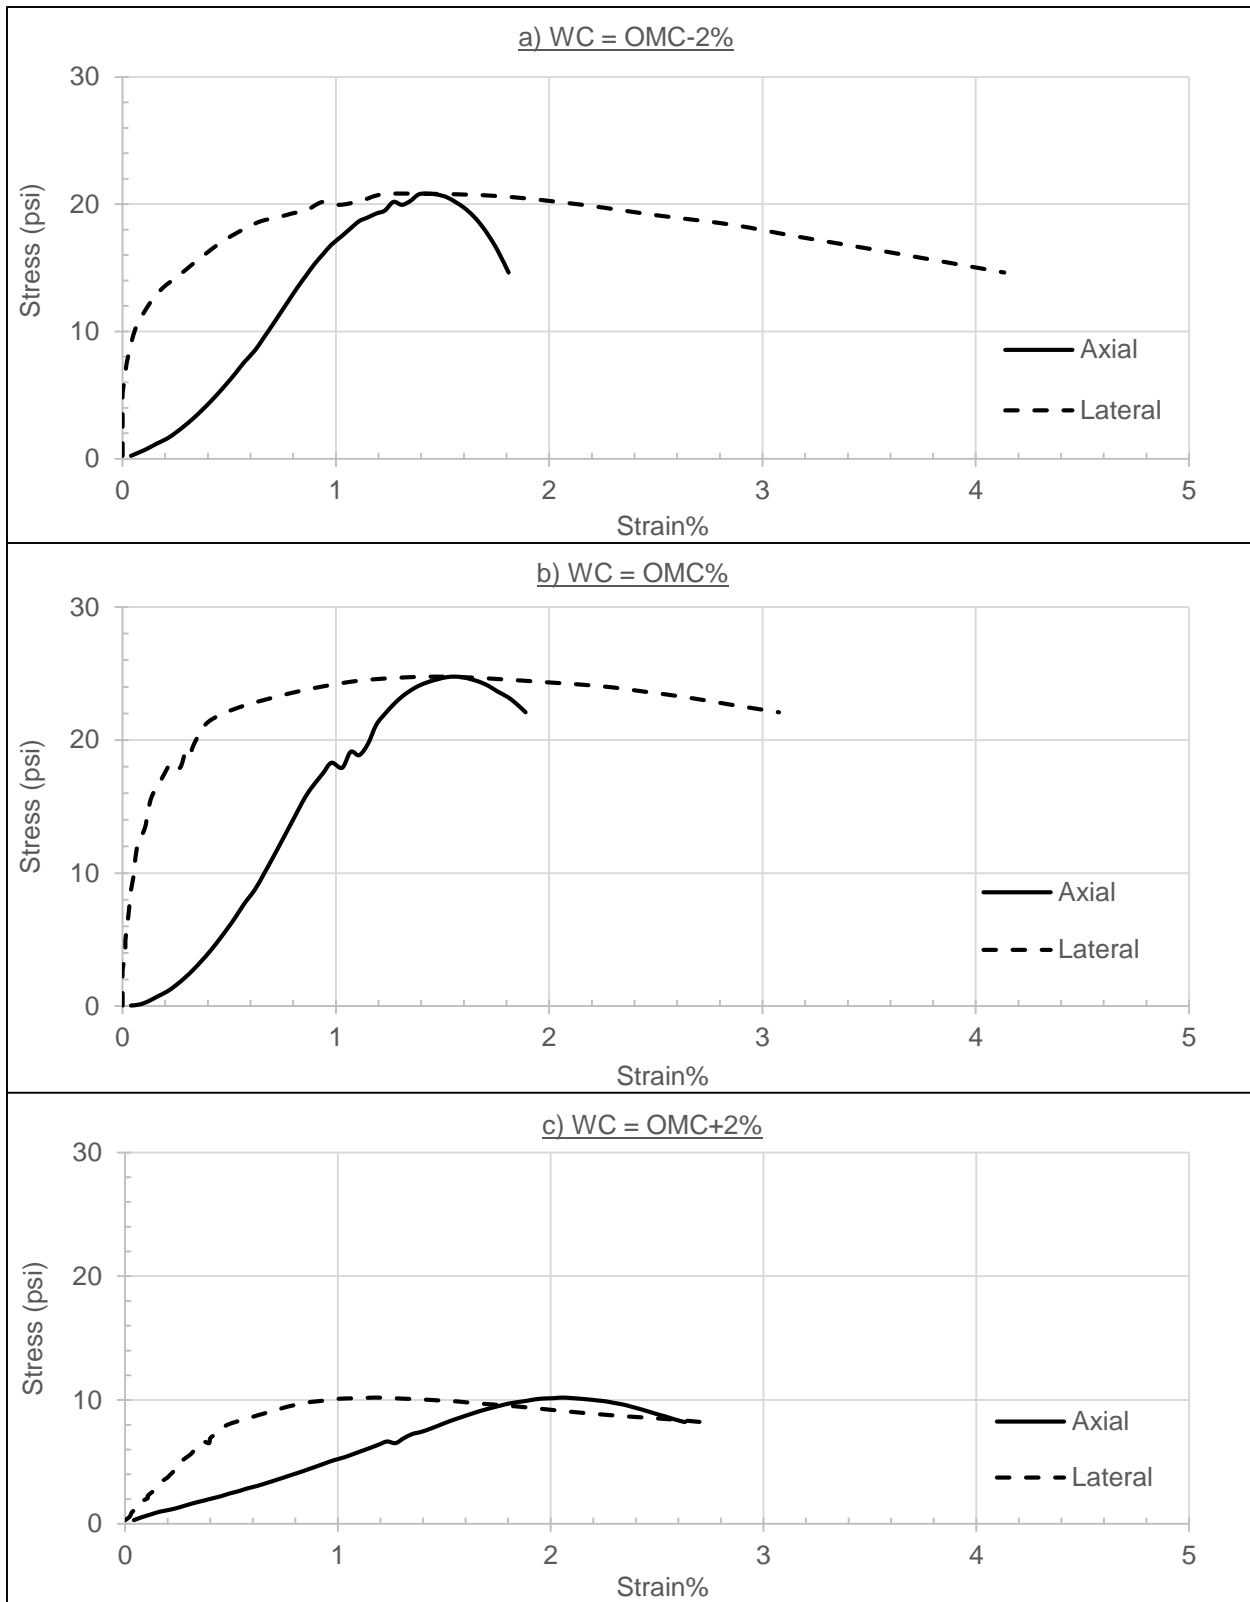 a) WC = OMC-2%
30
20
10
0
Stress (psi)
0 1 2 3 4 5
Strain%
Axial
Lateral
b) WC = OMC%
30
20
10
0
Stress (psi)
0 1 2 3 4 5
Strain%
Axial
Lateral
c) WC = OMC+2%
30
20
10
0
Stress (psi)
0 1 2 3 4 5
Strain%
Axial
Lateral